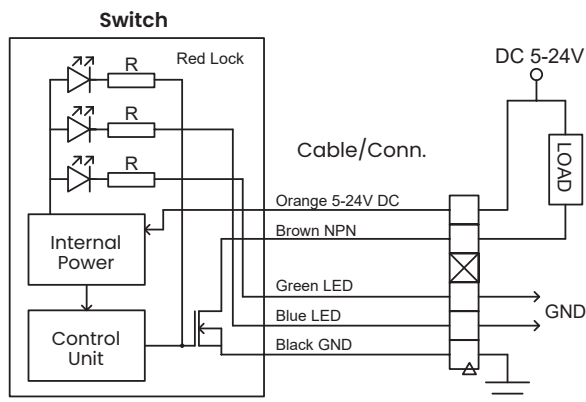 Switch
Red Lock
R
R
R
DC 5-24V
LOAD
Cable/Conn.
Orange 5-24V DC
Brown NPN
Internal
Power
Green LED
Blue LED
GND
Control
Unit
Black GND